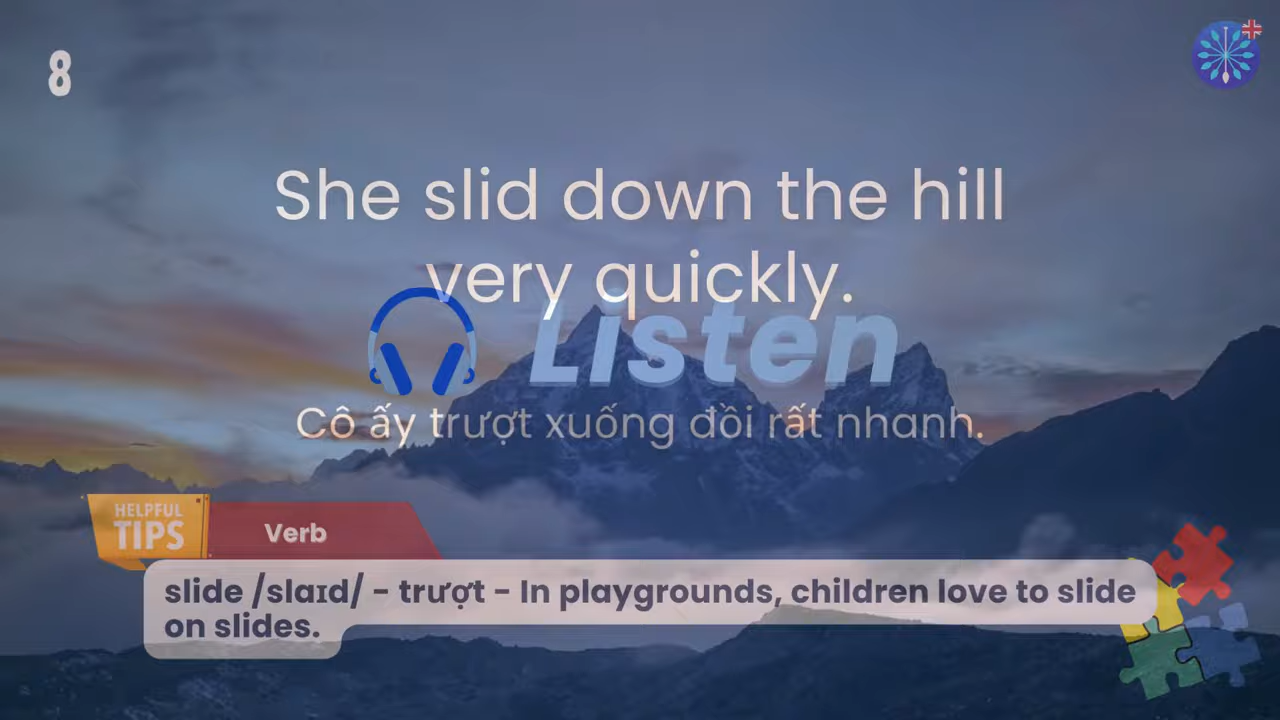 8
She slid down the hill
very quickly.
Listen
Cô ấy trượt xuống đồi rất nhanh.
HELPFUL
TIPS
Verb
slide /slaɪd/ - trượt - In playgrounds, children love to slide
on slides.